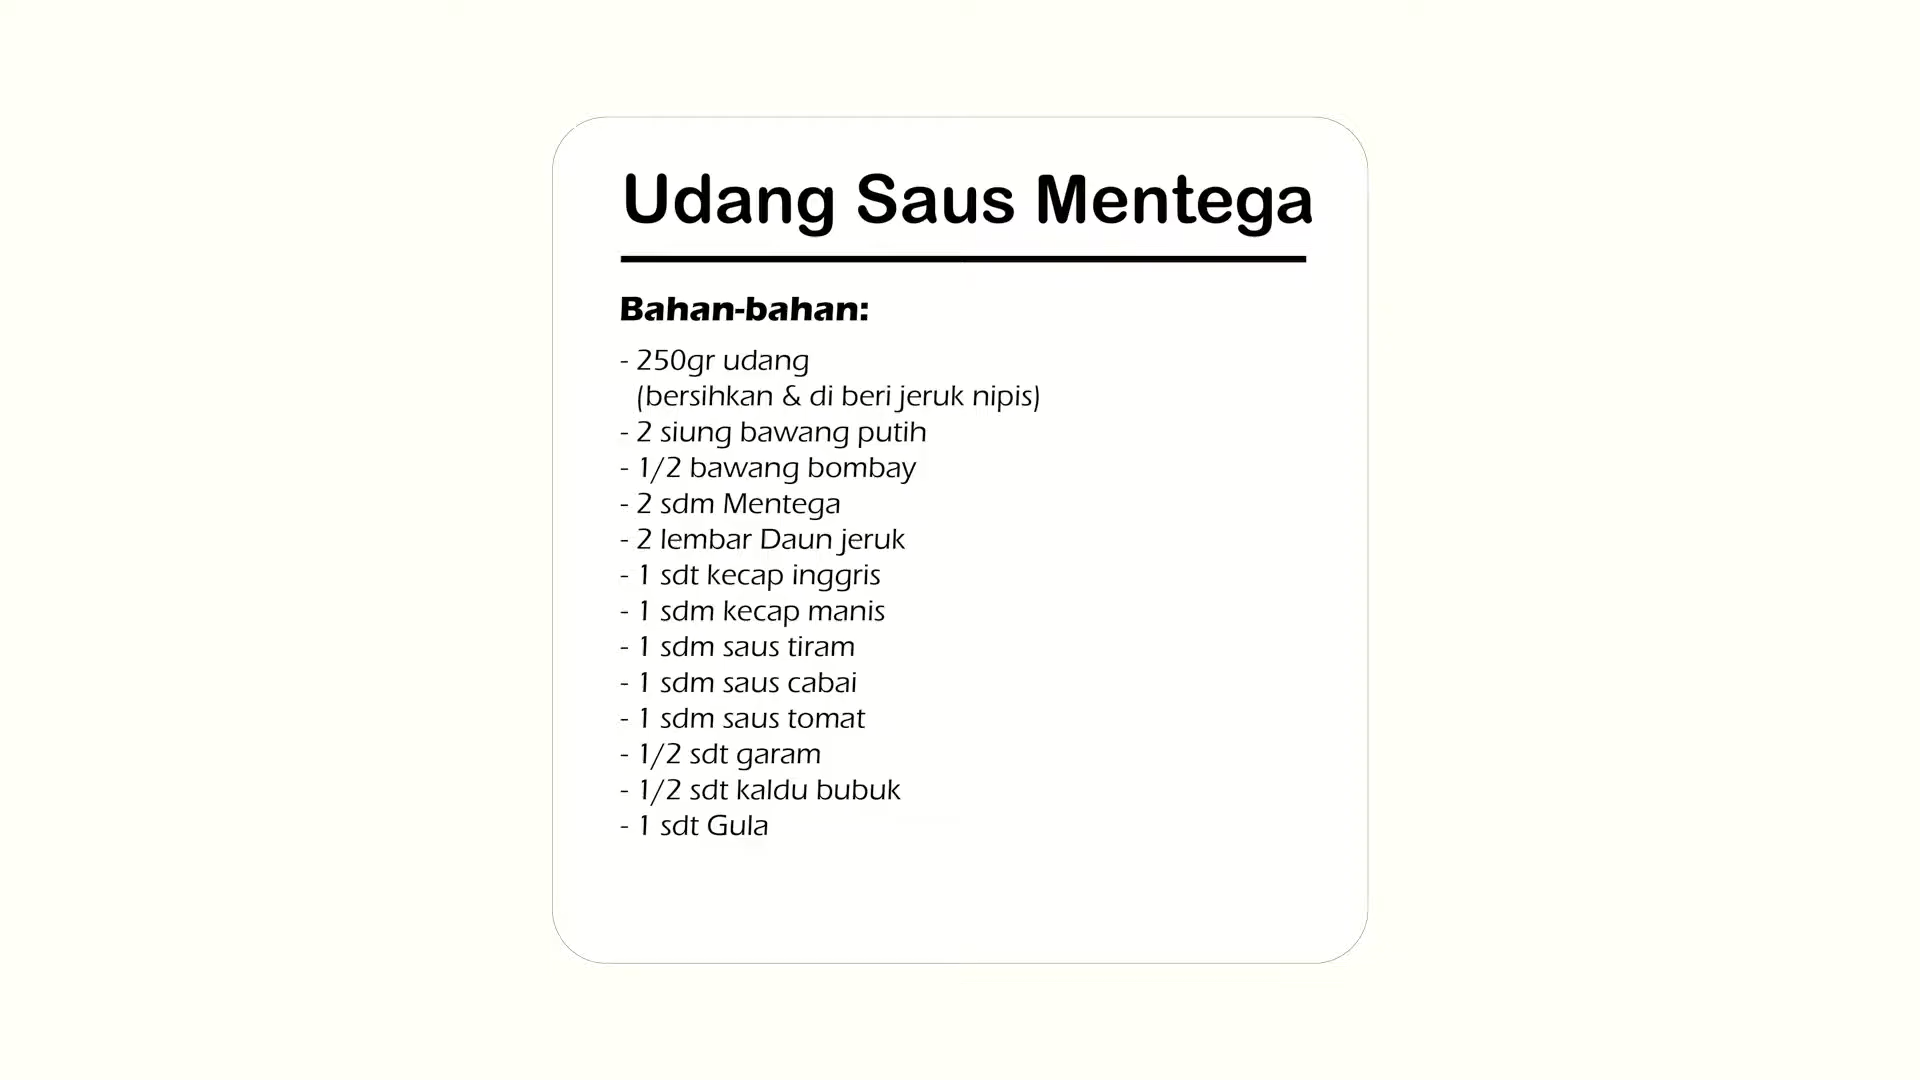 Udang Saus Mentega
Bahan-bahan:
- 250gr udang
(bersihkan & di beri jeruk nipis)
- 2 siung bawang putih
- 1/2 bawang bombay
- 2 sdm Mentega
- 2 lembar Daun jeruk
- 1 sdt kecap inggris
- 1 sdm kecap manis
- 1 sdm saus tiram
- 1 sdm saus cabai
- 1 sdm saus tomat
- 1/2 sdt garam
- 1/2 sdt kaldu bubuk
- 1 sdt Gula